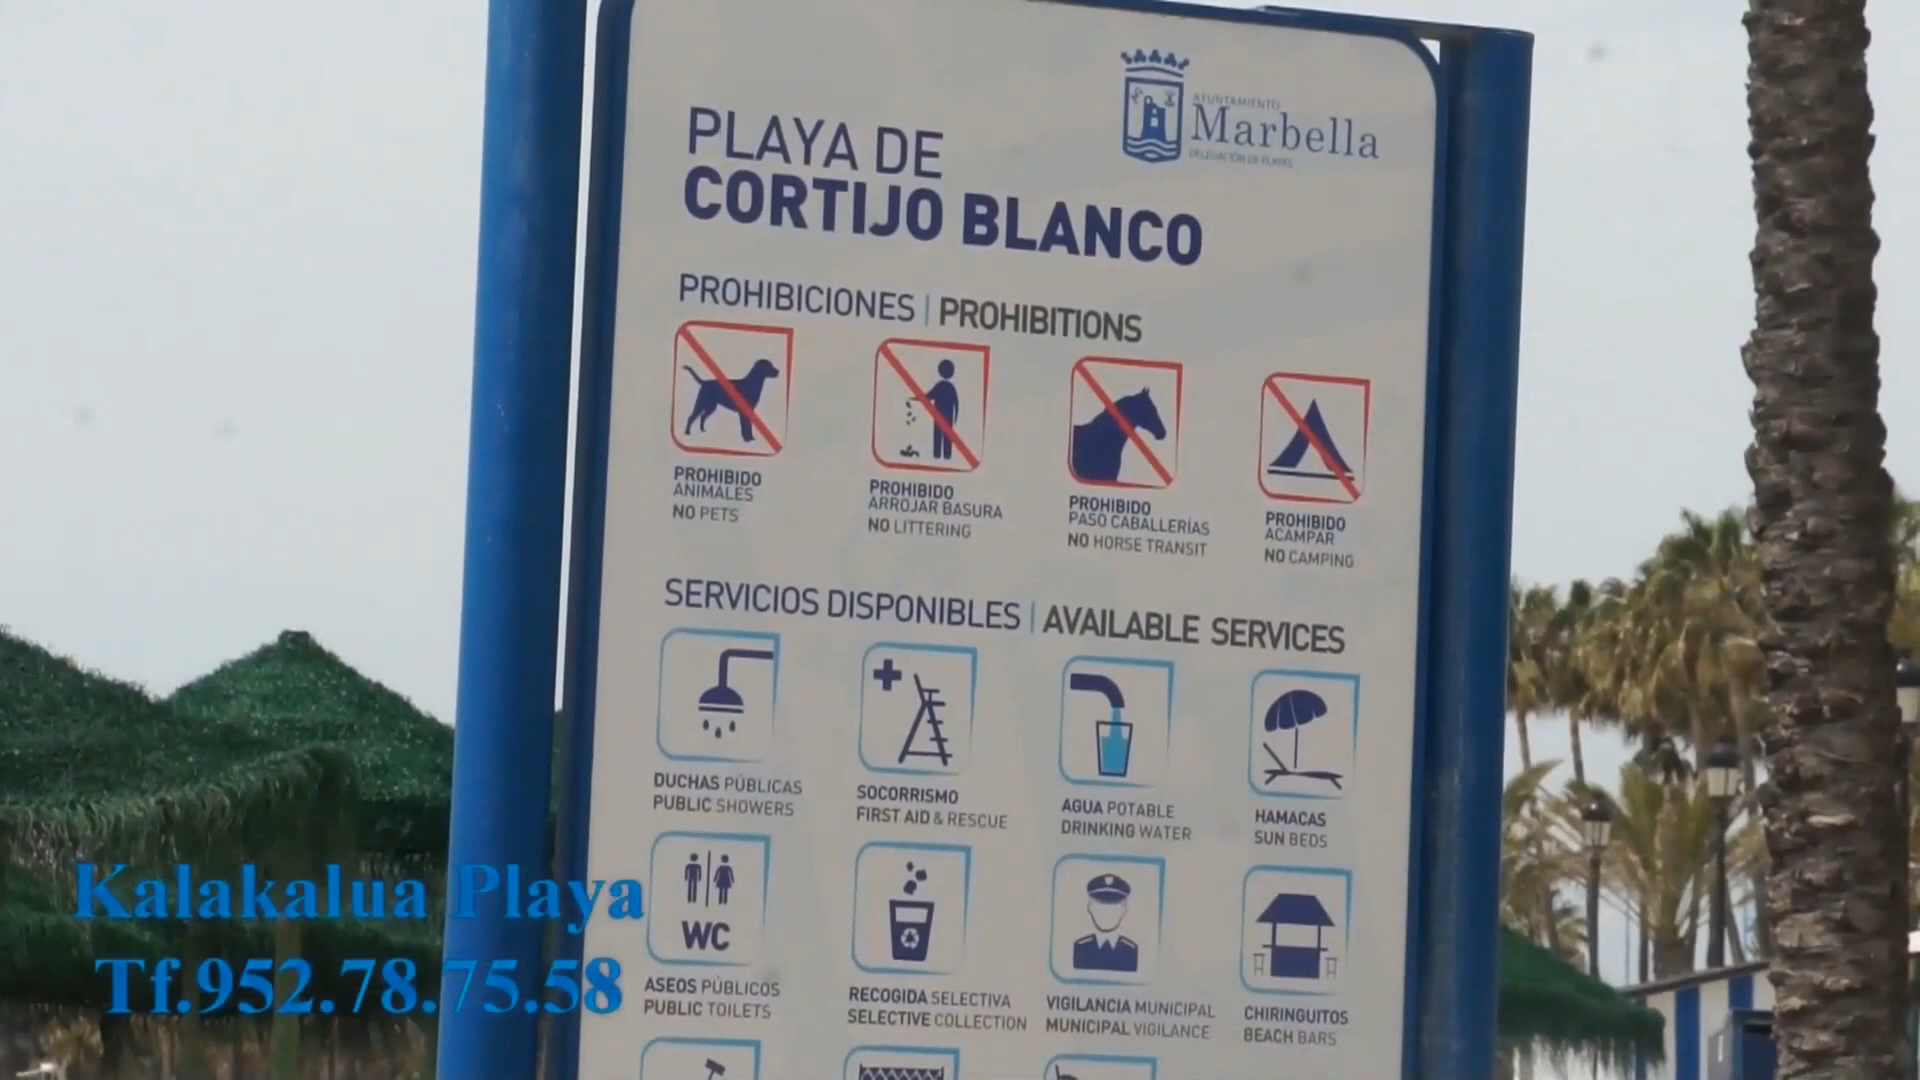 AYUNTAMIENTO
Marbella
DELEGACIÓN DE PLAYAS
PLAYA DE
CORTIJO BLANCO
PROHIBICIONES | PROHIBITIONS
PROHIBIDO
ANIMALES
NO PETS
PROHIBIDO
ARROJAR BASURA
NO LITTERING
PROHIBIDO
PASO CABALLERÍAS
NO HORSE TRANSIT
PROHIBIDO
ACAMPAR
NO CAMPING
SERVICIOS DISPONIBLES | AVAILABLE SERVICES
DUCHAS PÚBLICAS
PUBLIC SHOWERS
SOCORRISMO
FIRST AID & RESCUE
AGUA POTABLE
DRINKING WATER
HAMACAS
SUN BEDS
WC
ASEOS PÚBLICOS
PUBLIC TOILETS
RECOGIDA SELECTIVA
SELECTIVE COLLECTION
VIGILANCIA MUNICIPAL
MUNICIPAL VIGILANCE
CHIRINGUITOS
BEACH BARS
Kalakalua Playa
Tf.952.78.75.58